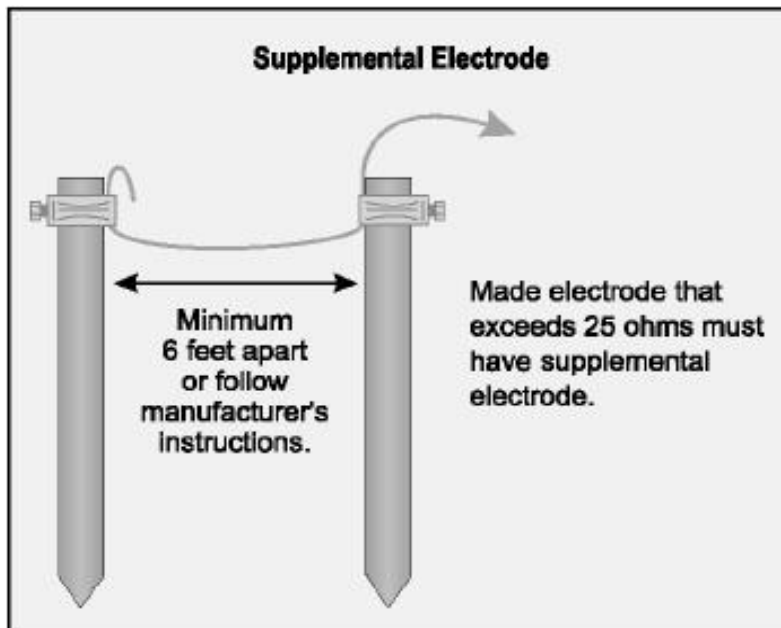 Supplemental Electrode
Minimum
6 feet apart
or follow
manufacturer's
instructions.
Made electrode that
exceeds 25 ohms must
have supplemental
electrode.